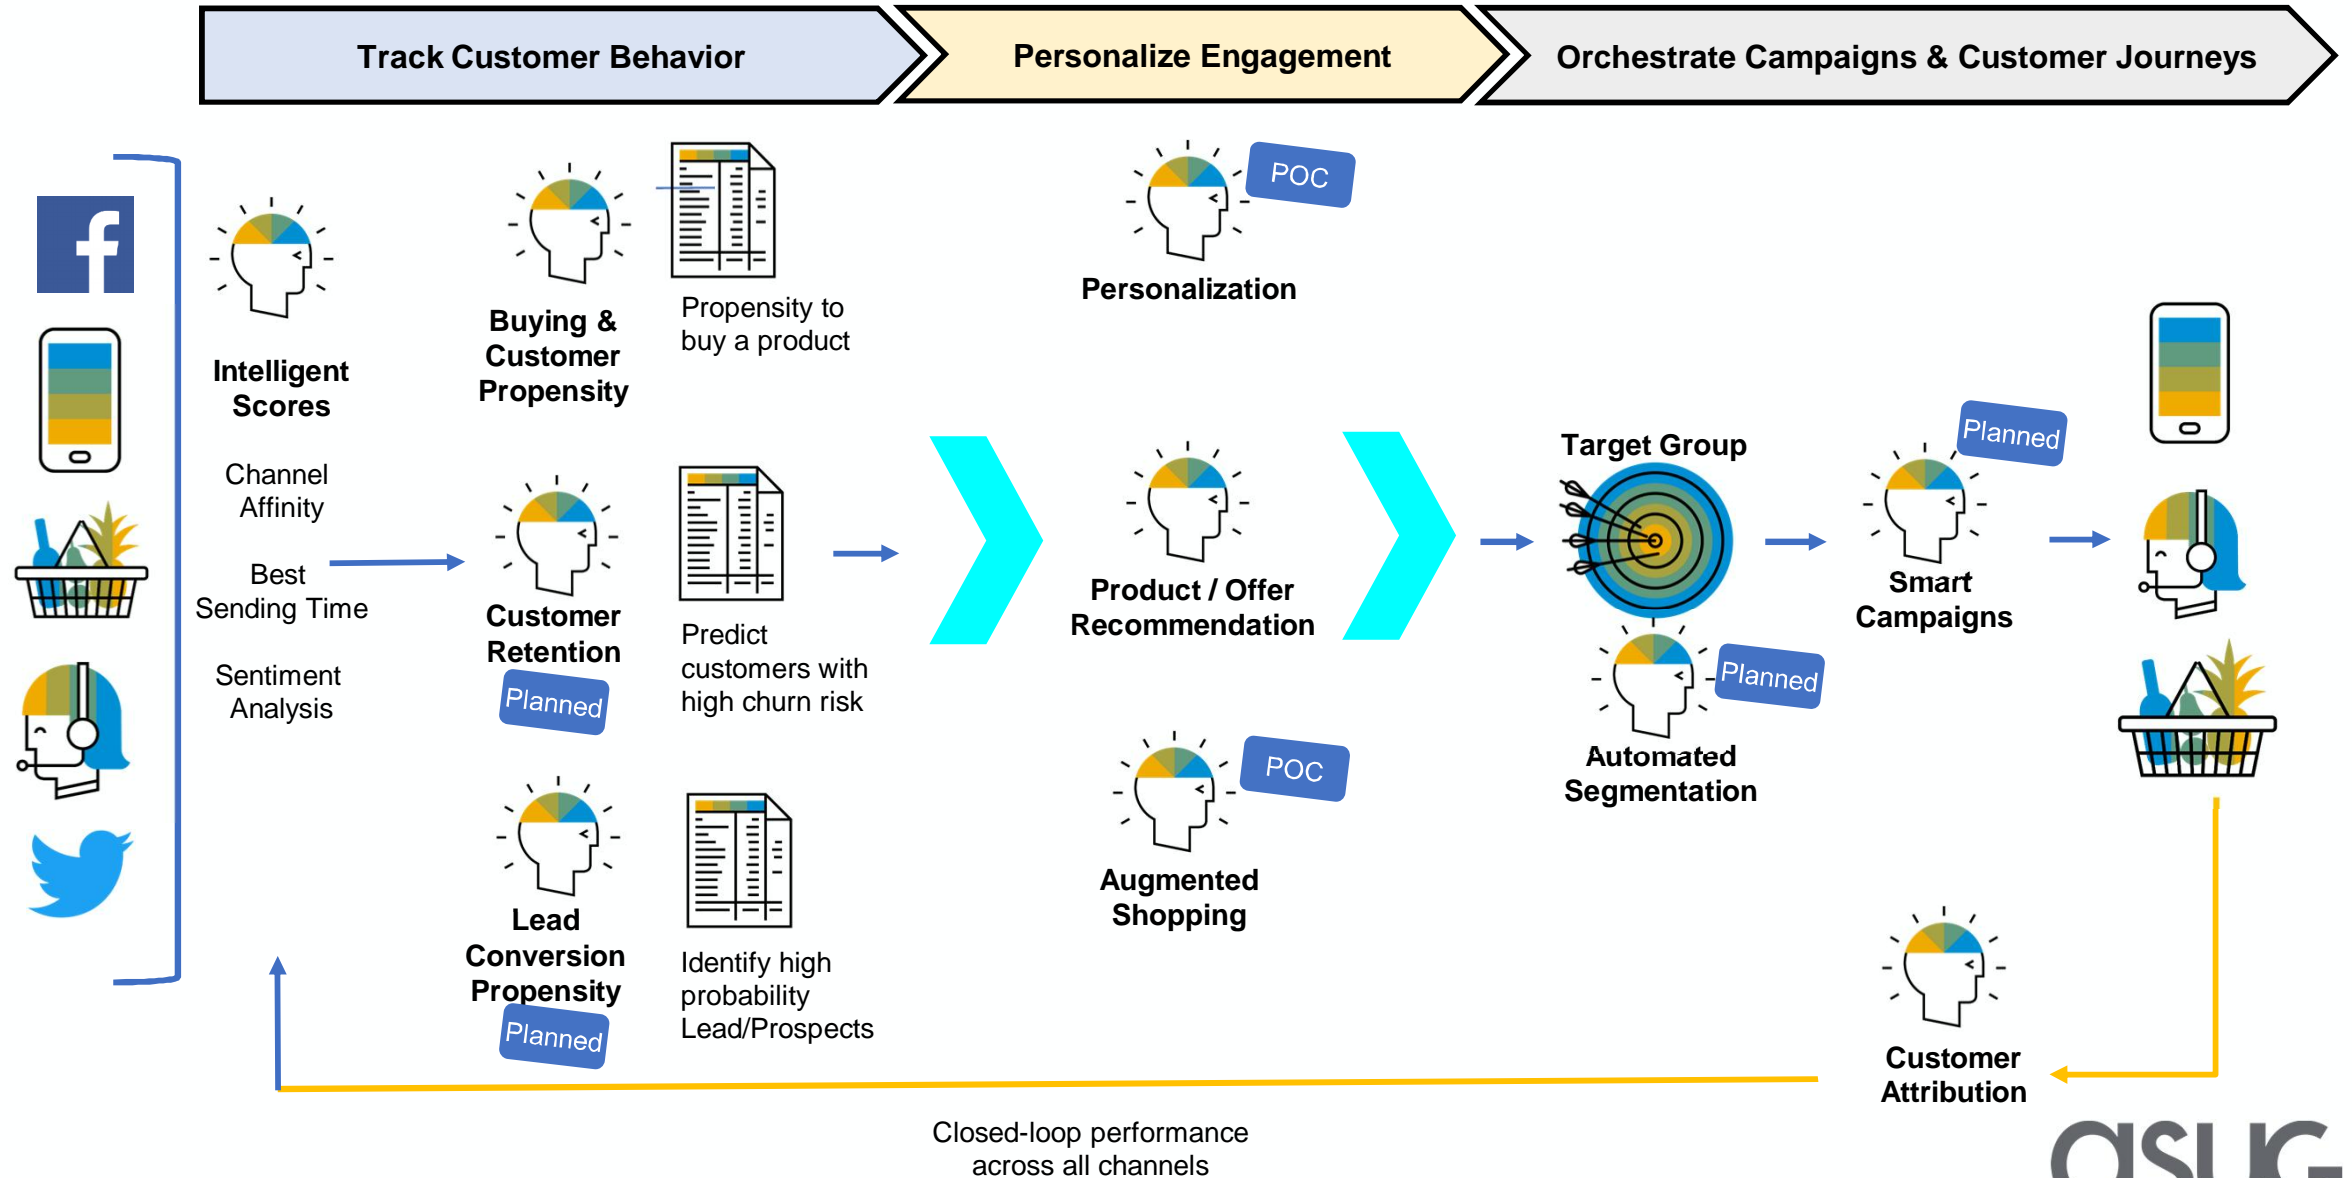 Track Customer Behavior
Personalize Engagement
Orchestrate Campaigns & Customer Journeys
Intelligent
Scores
Channel
Affinity
Best
Sending Time
Sentiment
Analysis
Buying &
Customer
Propensity
Propensity to
buy a product
Customer
Retention
Planned
Predict
customers with
high churn risk
Lead
Conversion
Propensity
Planned
Identify high
probability
Lead/Prospects
POC
Personalization
Product / Offer
Recommendation
POC
Augmented
Shopping
Target Group
Planned
Automated
Segmentation
Planned
Smart
Campaigns
Customer
Attribution
Closed-loop performance
across all channels
asug